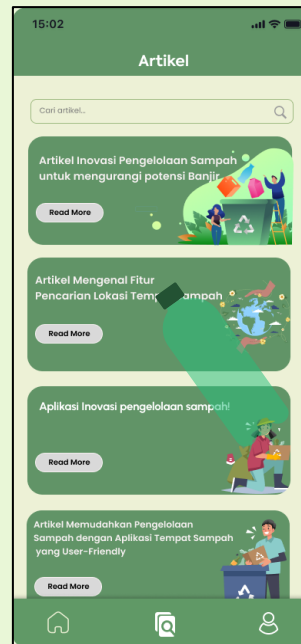 15:02
Artikel
Cari artikel...
Artikel Inovasi Pengelolaan Sampah
untuk mengurangi potensi Banjir
Read More
Artikel Mengenal Fitur
Pencarian Lokasi
Read More
Aplikasi Inovasi pengelolaan sampah!
Read More
Artikel Memudahkan Pengelolaan
Sampah dengan Aplikasi Tempat Sampah
yang User-Friendly
Read More